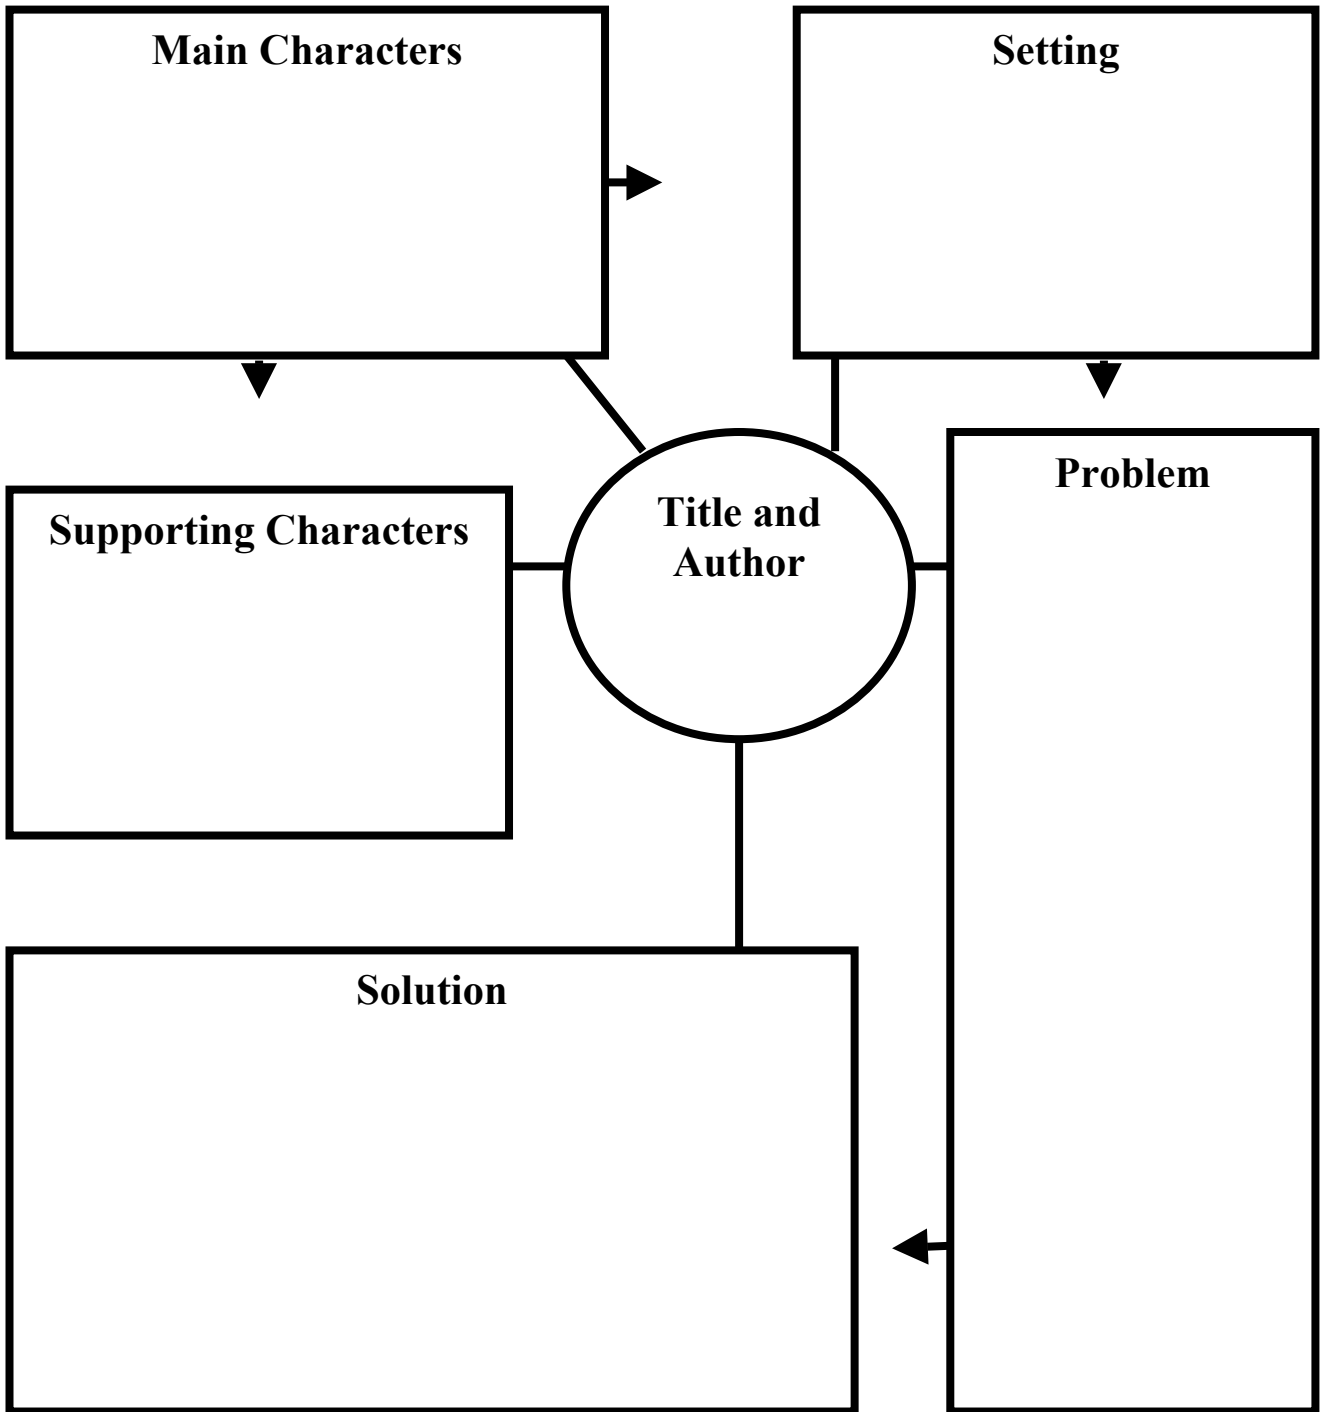 Main Characters
Setting
Supporting Characters
Title and
Author
Problem
Solution